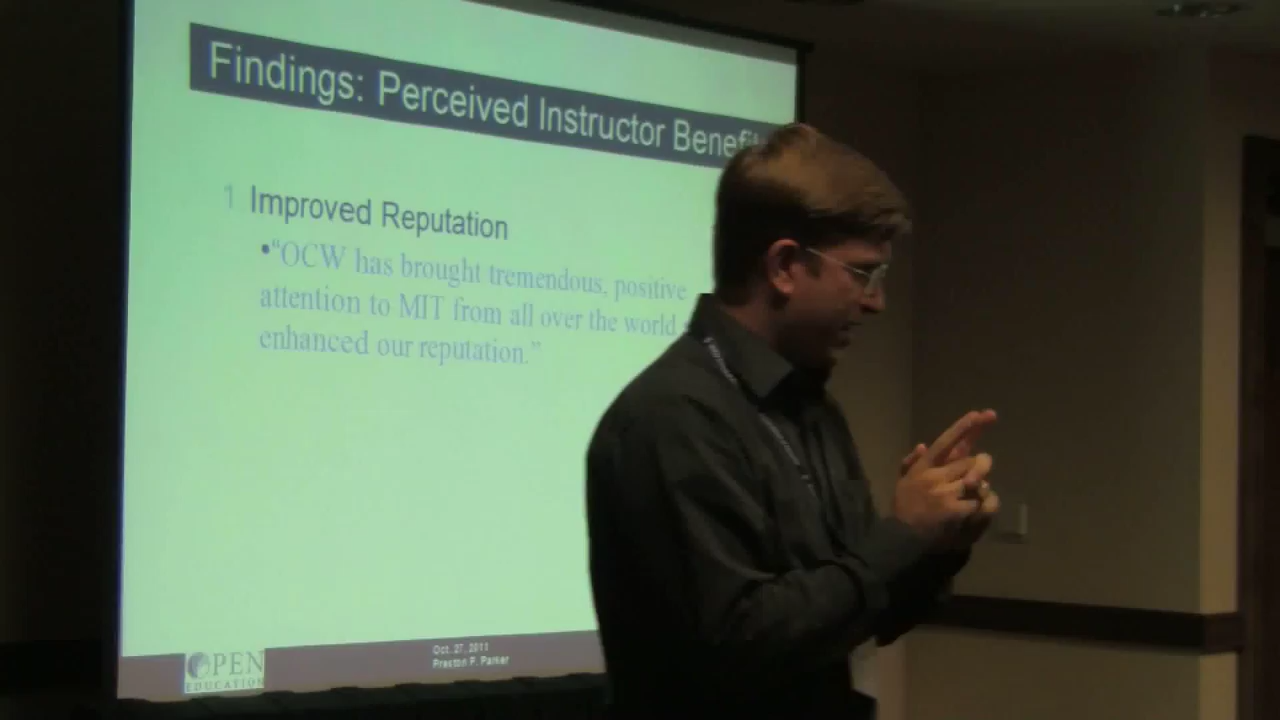 Findings: Perceived Instructor Benefit
1 Improved Reputation
•"OCW has brought tremendous, positive
attention to MIT from all over the world
enhanced our reputation."
Oct. 27, 2011
Preston P. Parker
OPEN
EDUCATION